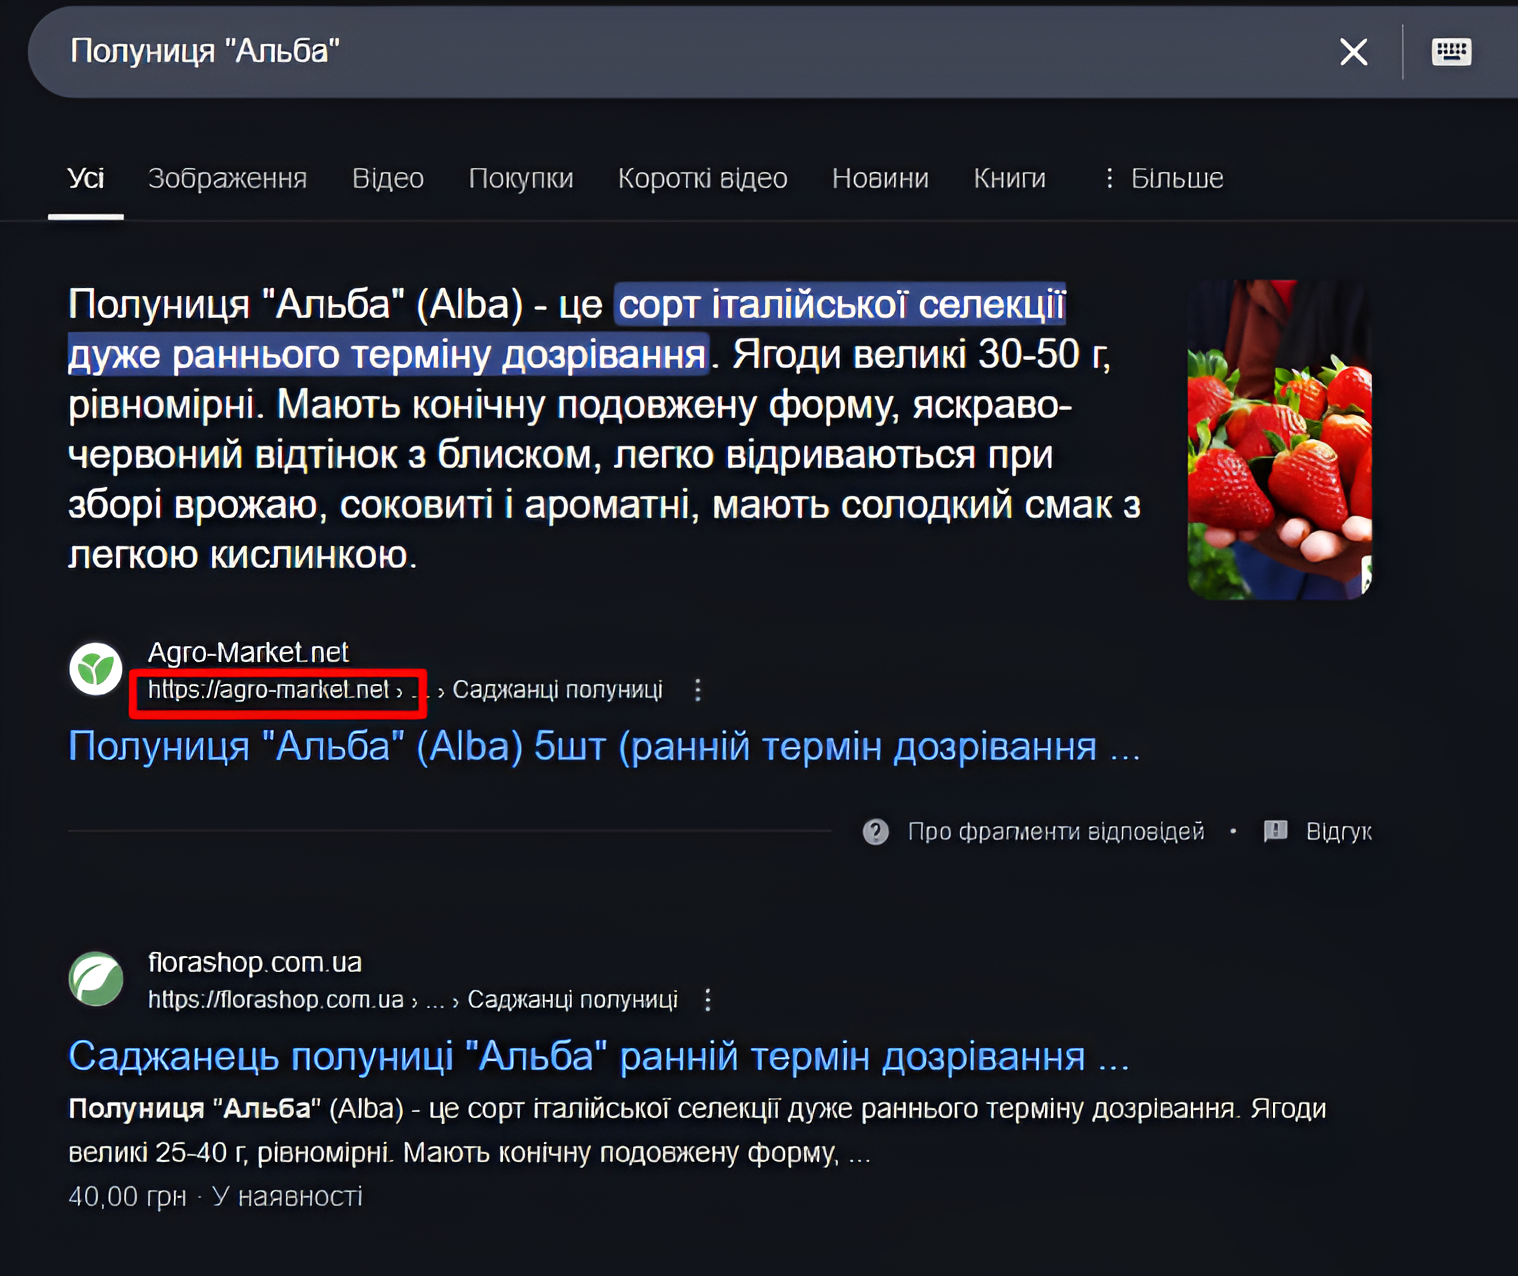 Полуниця "Альба"
Усі Зображення Відео Покупки Короткі відео Новини Книги Більше
Полуниця "Альба" (Alba) - це сорт італійської селекції
дуже раннього терміну дозрівання. Ягоди великі 30-50 г,
рівномірні. Мають конічну подовжену форму, яскраво-
червоний відтінок з блиском, легко відриваються при
зборі врожаю, соковиті і ароматні, мають солодкий смак з
легкою кислинкою.
Agro-Market.net
https://agro-market.net › ... › Саджанці полуниці
Полуниця "Альба" (Alba) 5шт (ранній термін дозрівання ...
Про фрагменти відповідей • Відгук
florashop.com.ua
https://florashop.com.ua › ... › Саджанці полуниці
Саджанець полуниці "Альба" ранній термін дозрівання ...
Полуниця "Альба" (Alba) - це сорт італійської селекції дуже раннього терміну дозрівання. Ягоди
великі 25-40 г, рівномірні. Мають конічну подовжену форму, ...
40,00 грн · У наявності